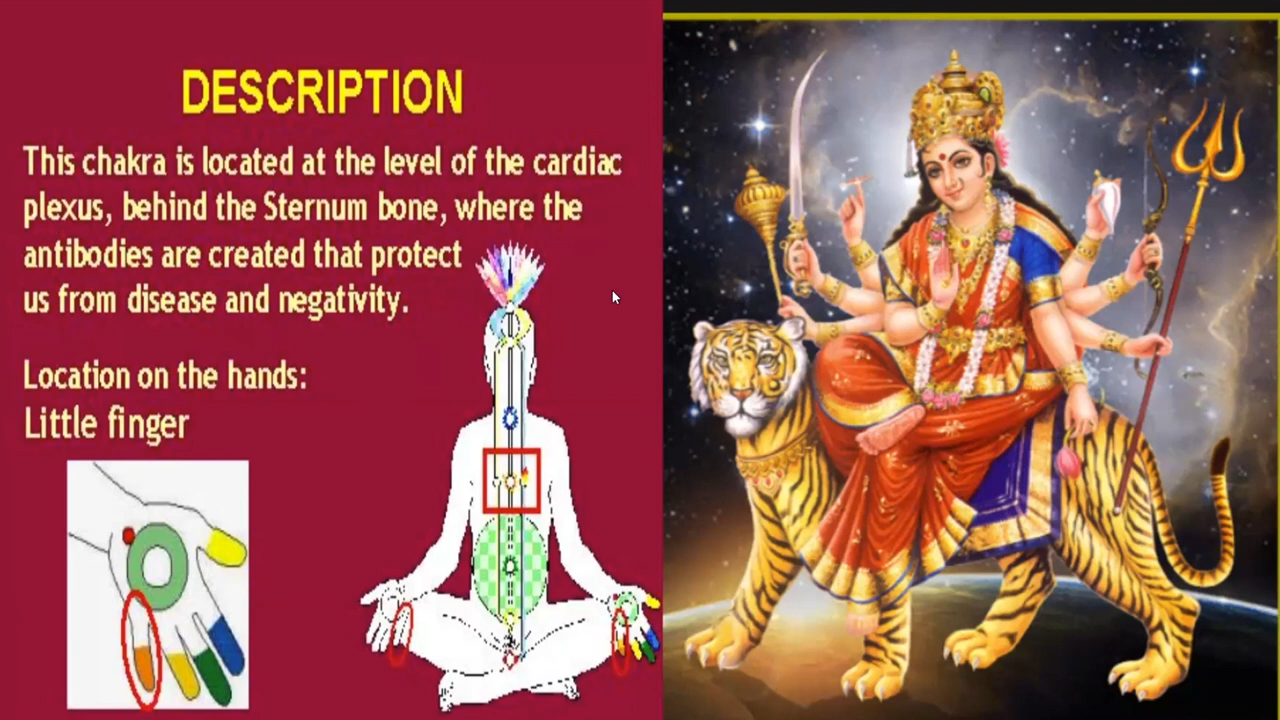 DESCRIPTION
This chakra is located at the level of the cardiac
plexus, behind the Sternum bone, where the
antibodies are created that protect
us from disease and negativity.
Location on the hands:
Little finger